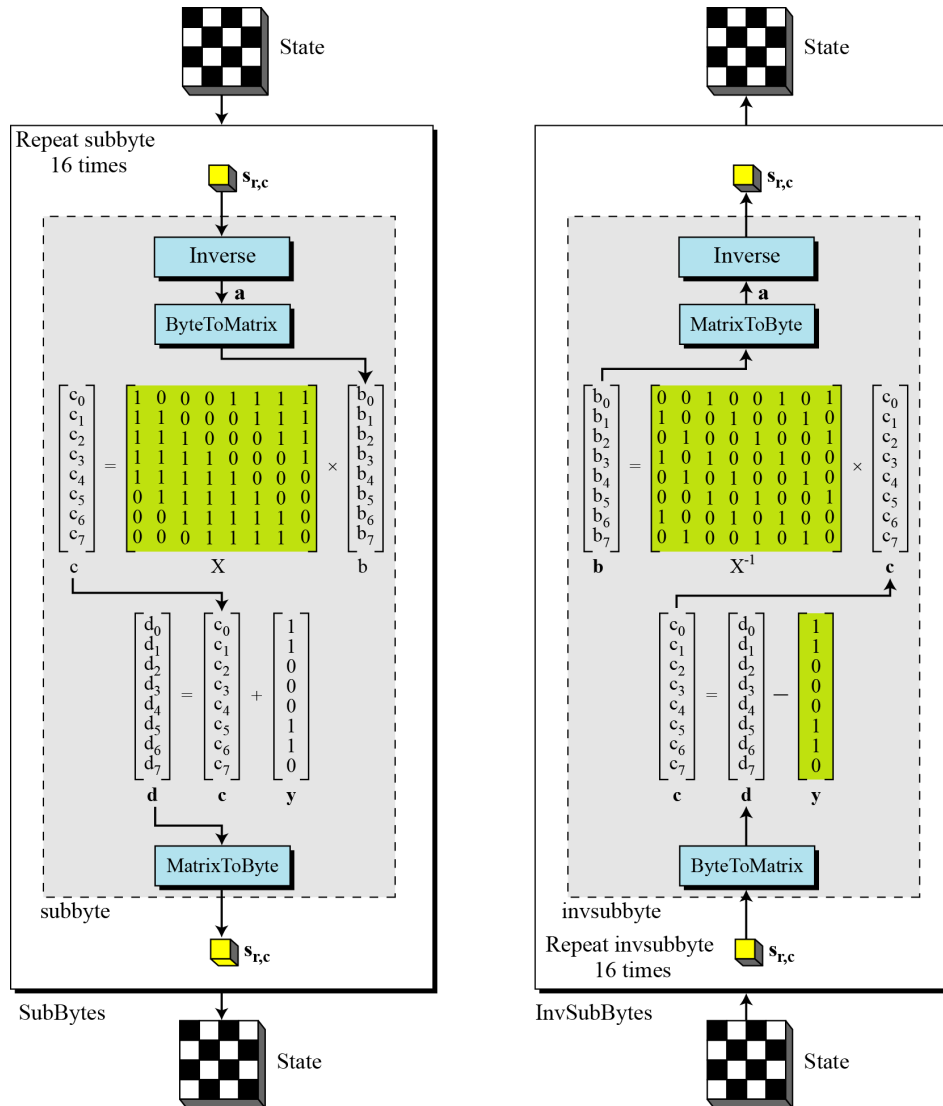 State
Repeat subbyte
16 times
s_r,c
Inverse
a
ByteToMatrix
c₀ 1 0 0 0 1 1 1 1 b₀
c₁ 1 1 0 0 0 1 1 1 b₁
c₂ 1 1 1 0 0 0 1 1 b₂
c₃ = 1 1 1 1 0 0 0 1 × b₃
c₄ 1 1 1 1 1 0 0 0 b₄
c₅ 0 1 1 1 1 1 0 0 b₅
c₆ 0 0 1 1 1 1 1 0 b₆
c₇ 0 0 0 1 1 1 1 0 b₇
c X b
d₀ c₀ 1
d₁ c₁ 1
d₂ c₂ 0
d₃ = c₃ + 0
d₄ c₄ 0
d₅ c₅ 1
d₆ c₆ 1
d₇ c₇ 0
d c y
MatrixToByte
subbyte
s_r,c
SubBytes
State
State
s_r,c
Inverse
a
MatrixToByte
b₀ 0 0 1 0 0 1 0 1 c₀
b₁ 1 0 0 1 0 0 1 0 c₁
b₂ 0 1 0 0 1 0 0 1 c₂
b₃ = 1 0 1 0 0 1 0 0 × c₃
b₄ 0 1 0 1 0 0 1 0 c₄
b₅ 0 0 1 0 1 0 0 1 c₅
b₆ 1 0 0 1 0 1 0 0 c₆
b₇ 0 1 0 0 1 0 1 0 c₇
b X⁻¹ c
c₀ d₀ 1
c₁ d₁ 1
c₂ d₂ 0
c₃ = d₃ − 0
c₄ d₄ 0
c₅ d₅ 1
c₆ d₆ 1
c₇ d₇ 0
c d y
ByteToMatrix
invsubbyte
Repeat invsubbyte
16 times
s_r,c
InvSubBytes
State